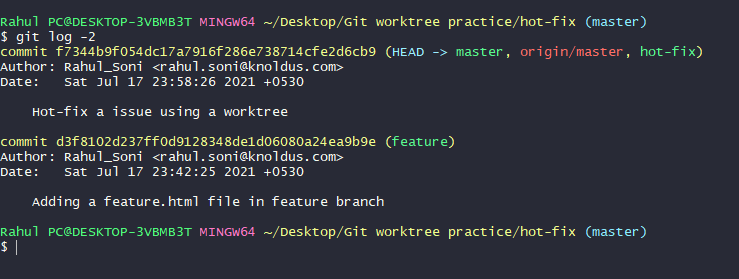 Rahul PC@DESKTOP-3VBMB3T MINGW64 ~/Desktop/Git worktree practice/hot-fix (master)
$ git log -2
commit f7344b9f054dc17a7916f286e738714cfe2d6cb9 (HEAD -> master, origin/master, hot-fix)
Author: Rahul_Soni <rahul.soni@knoldus.com>
Date:   Sat Jul 17 23:58:26 2021 +0530
    Hot-fix a issue using a worktree
commit d3f8102d237ff0d9128348de1d06080a24ea9b9e (feature)
Author: Rahul_Soni <rahul.soni@knoldus.com>
Date:   Sat Jul 17 23:42:25 2021 +0530
    Adding a feature.html file in feature branch
Rahul PC@DESKTOP-3VBMB3T MINGW64 ~/Desktop/Git worktree practice/hot-fix (master)
$